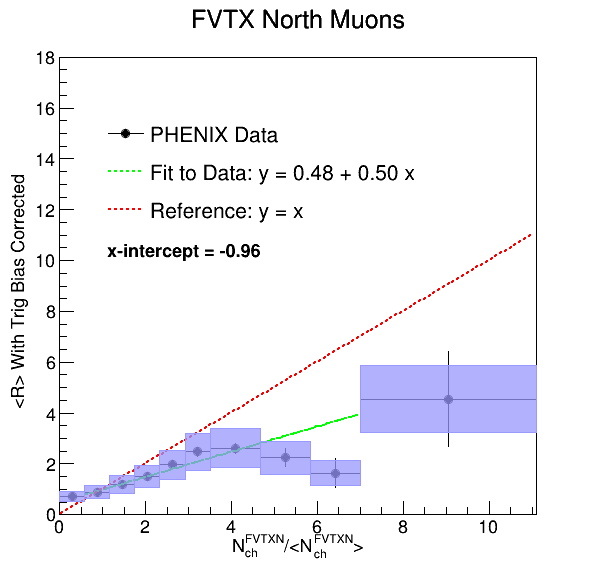 FVTX North Muons
18
16
14
12
10
8
6
4
2
0
<R> With Trig Bias Corrected
PHENIX Data
Fit to Data: y = 0.48 + 0.50 x
Reference: y = x
x-intercept = -0.96
0 2 4 6 8 10
N_ch^FVTXN/<N_ch^FVTXN>